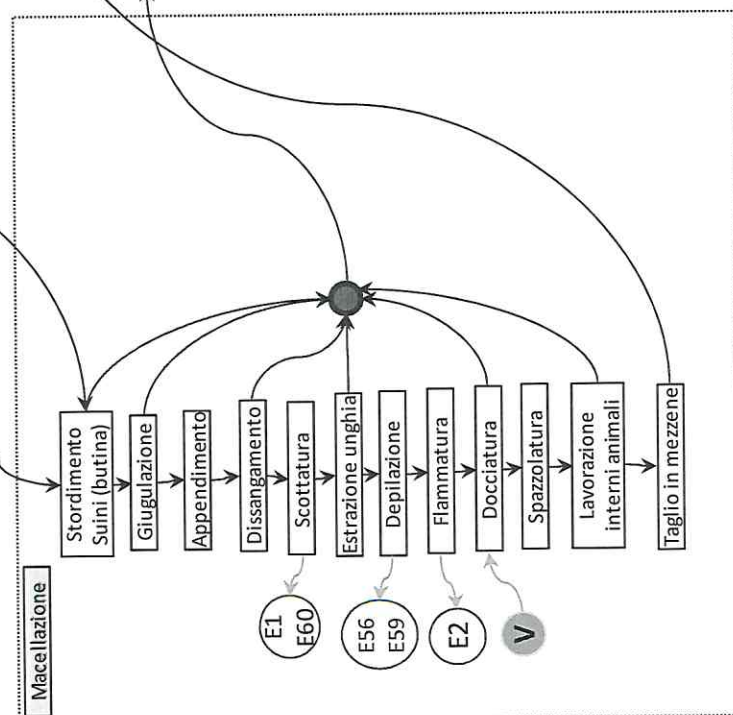 Macellazione
Stordimento
Suini (butina)
Giugulazione
Appendimento
Dissangamento
Scottatura
E1
E60
Estrazione unghia
Depilazione
E56
E59
Flammatura
E2
Docciatura
V
Spazzolatura
Lavorazione
interni animali
Taglio in mezzene